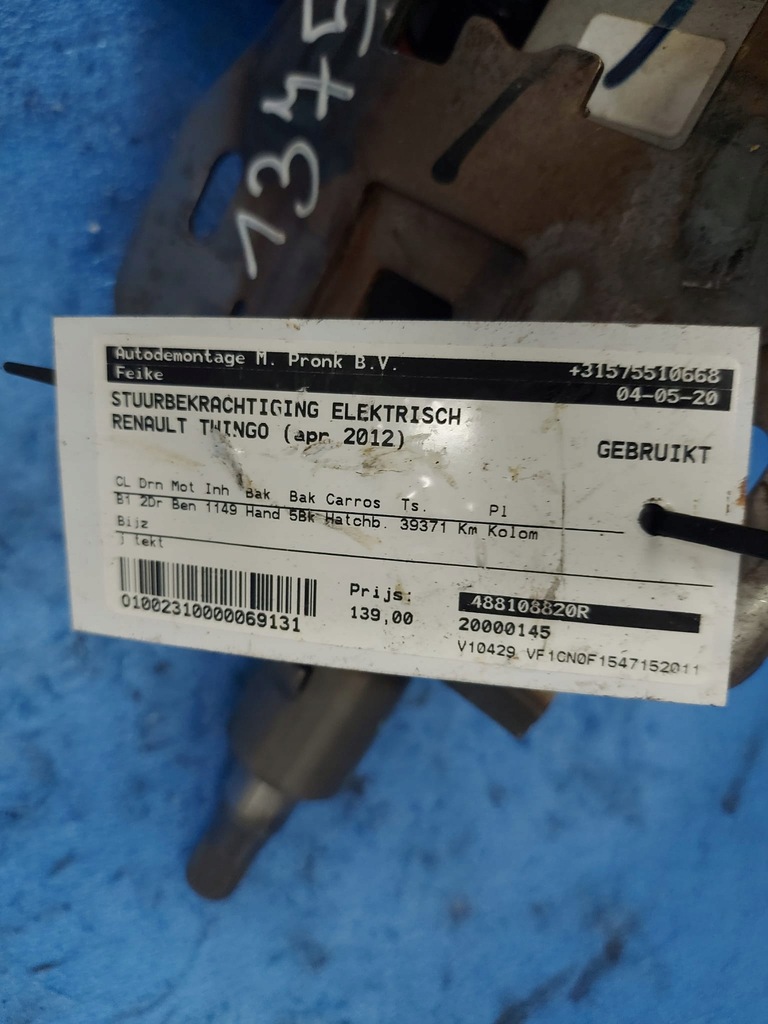 1375
Autodemontage M. Pronk B.V. +31575510668
Feike 04-05-20
STUURBEKRACHTIGING ELEKTRISCH
RENAULT TWINGO (apr 2012) GEBRUIKT
CL Drn Mot Inh Bak Bak Carros Ts. Pl
B1 2Dr Ben 1149 Hand 5Bk Hatchb. 39371 Km Kolom
Bijz
tekt
01002310000069131
Prijs:
139,00
488108820R
20000145
V10429 VF1CN0F1547152011